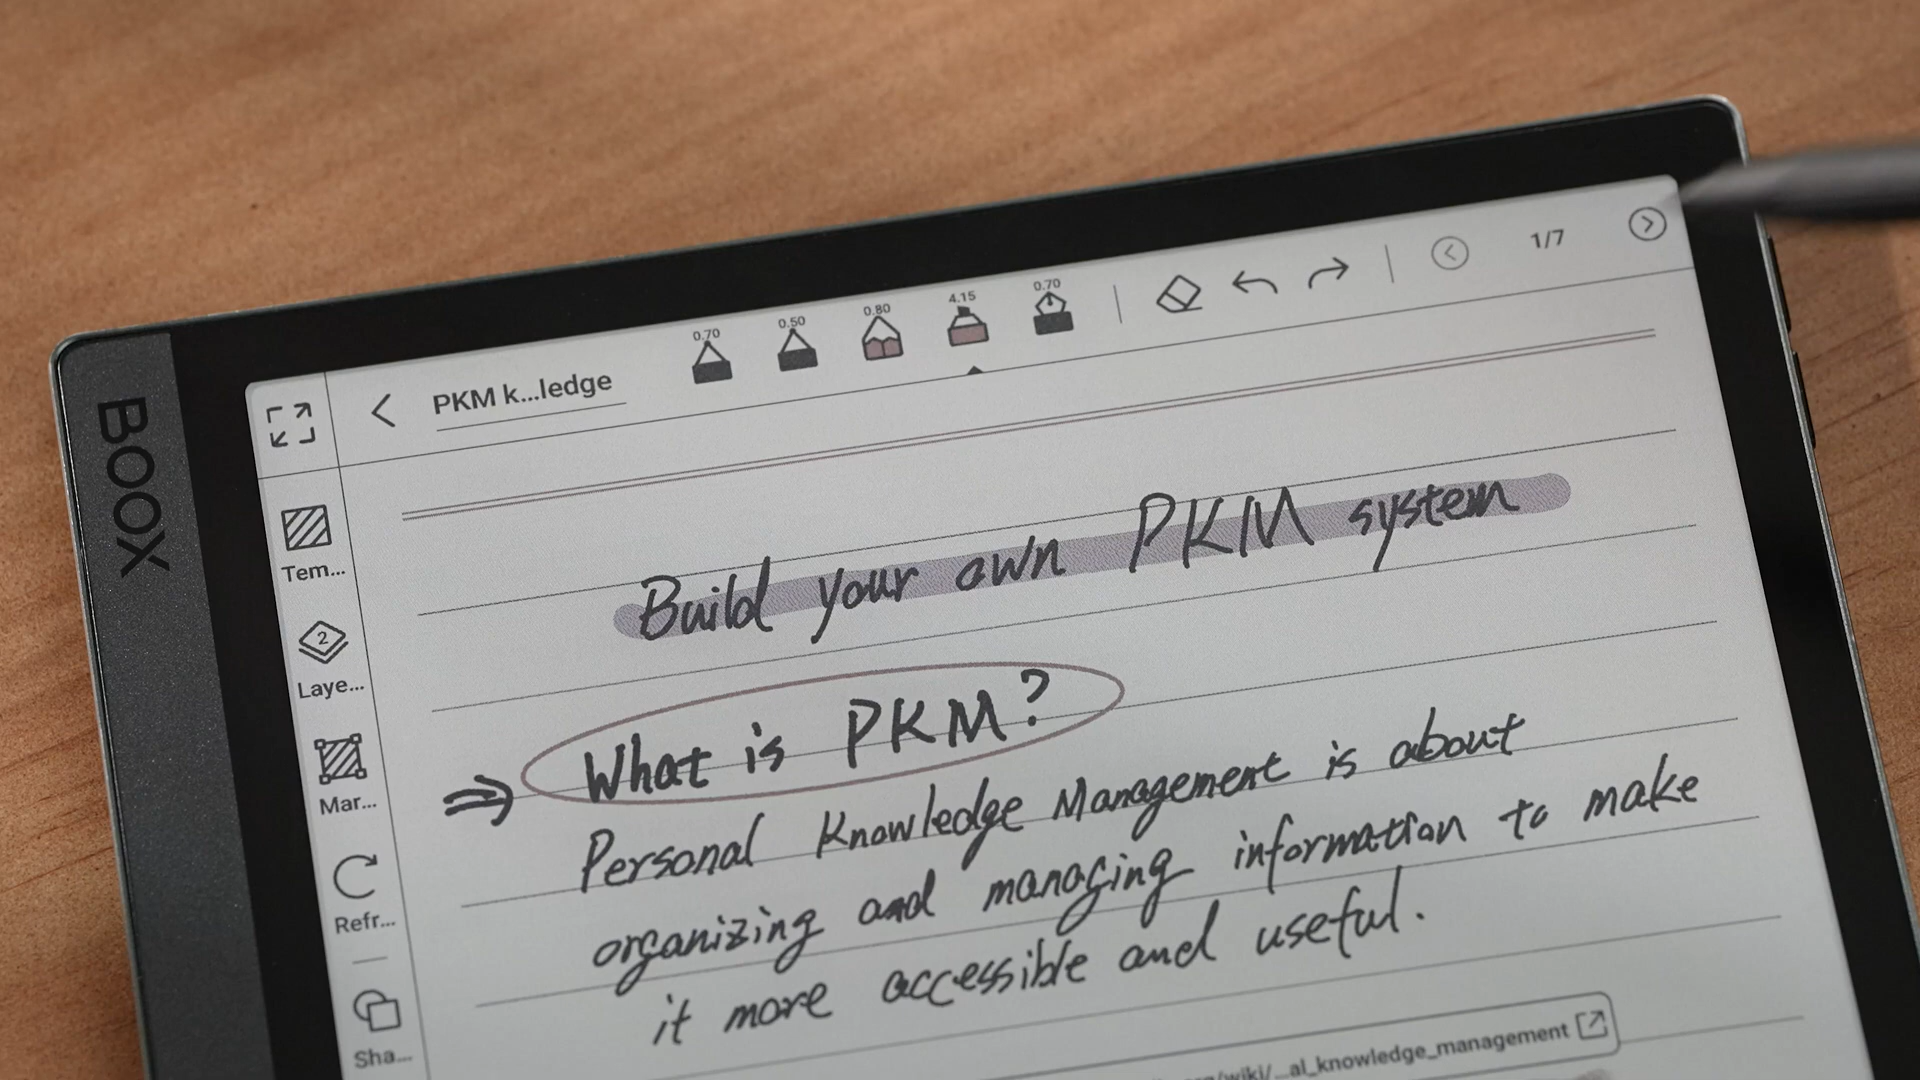 BOOX
PKM k...ledge
0.70
0.50
0.80
4.15
0.70
1/7
Tem...
2
Laye...
Mar...
Refr...
Sha...
Build your own PKM system
What is PKM?
Personal Knowledge Management is about
organizing and managing information to make
it more accessible and useful.
/wiki/...al_knowledge_management